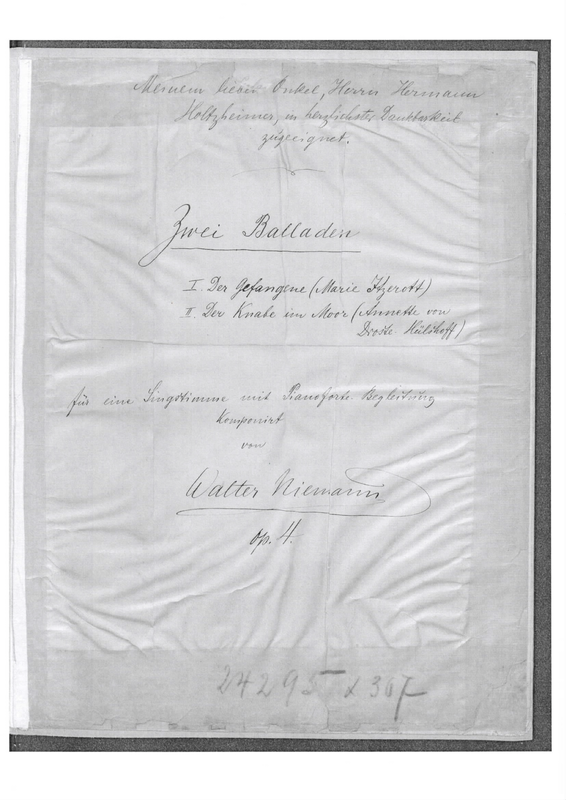 Meinem lieben Onkel, Herrn Hermann
Holtzheimer, in herzlichster Dankbarkeit
zugeeignet.
Zwei Balladen
I. Der Gefangene (Marie Itzerott)
II. Der Knabe im Moor (Annette von
Droste Hülshoff)
für eine Singstimme mit Pianoforte Begleitung
komponirt
von
Walter Niemann
op. 4.
24295 & 307